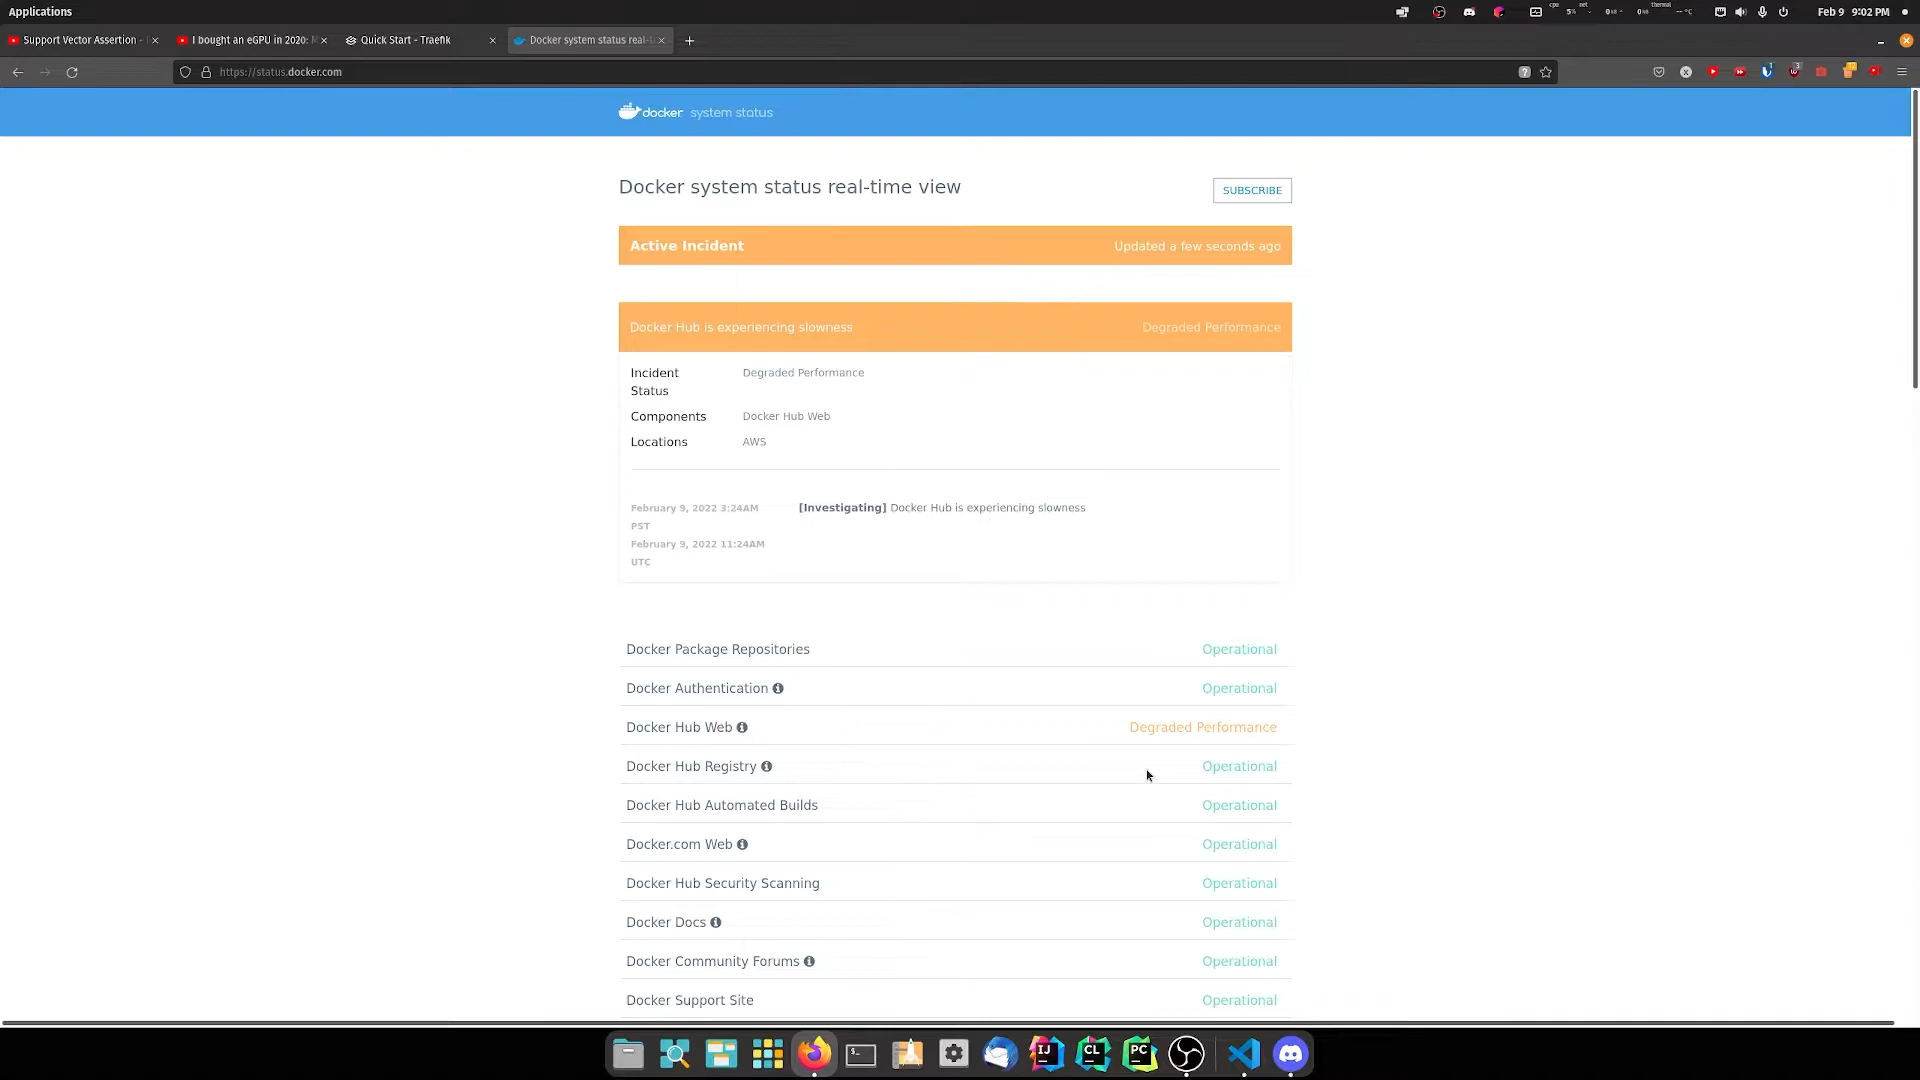 Applications
Feb 9 9:02 PM
Support Vector Assertion -
I bought an eGPU in 2020:
Quick Start - Traefik
Docker system status real-
https://status.docker.com
docker system status
Docker system status real-time view
SUBSCRIBE
Active Incident
Updated a few seconds ago
Docker Hub is experiencing slowness
Degraded Performance
Incident
Status
Degraded Performance
Components
Docker Hub Web
Locations
AWS
February 9, 2022 3:24AM
PST
February 9, 2022 11:24AM
UTC
[Investigating] Docker Hub is experiencing slowness
Docker Package Repositories
Operational
Docker Authentication
Operational
Docker Hub Web
Degraded Performance
Docker Hub Registry
Operational
Docker Hub Automated Builds
Operational
Docker.com Web
Operational
Docker Hub Security Scanning
Operational
Docker Docs
Operational
Docker Community Forums
Operational
Docker Support Site
Operational
IJ
CL
PC